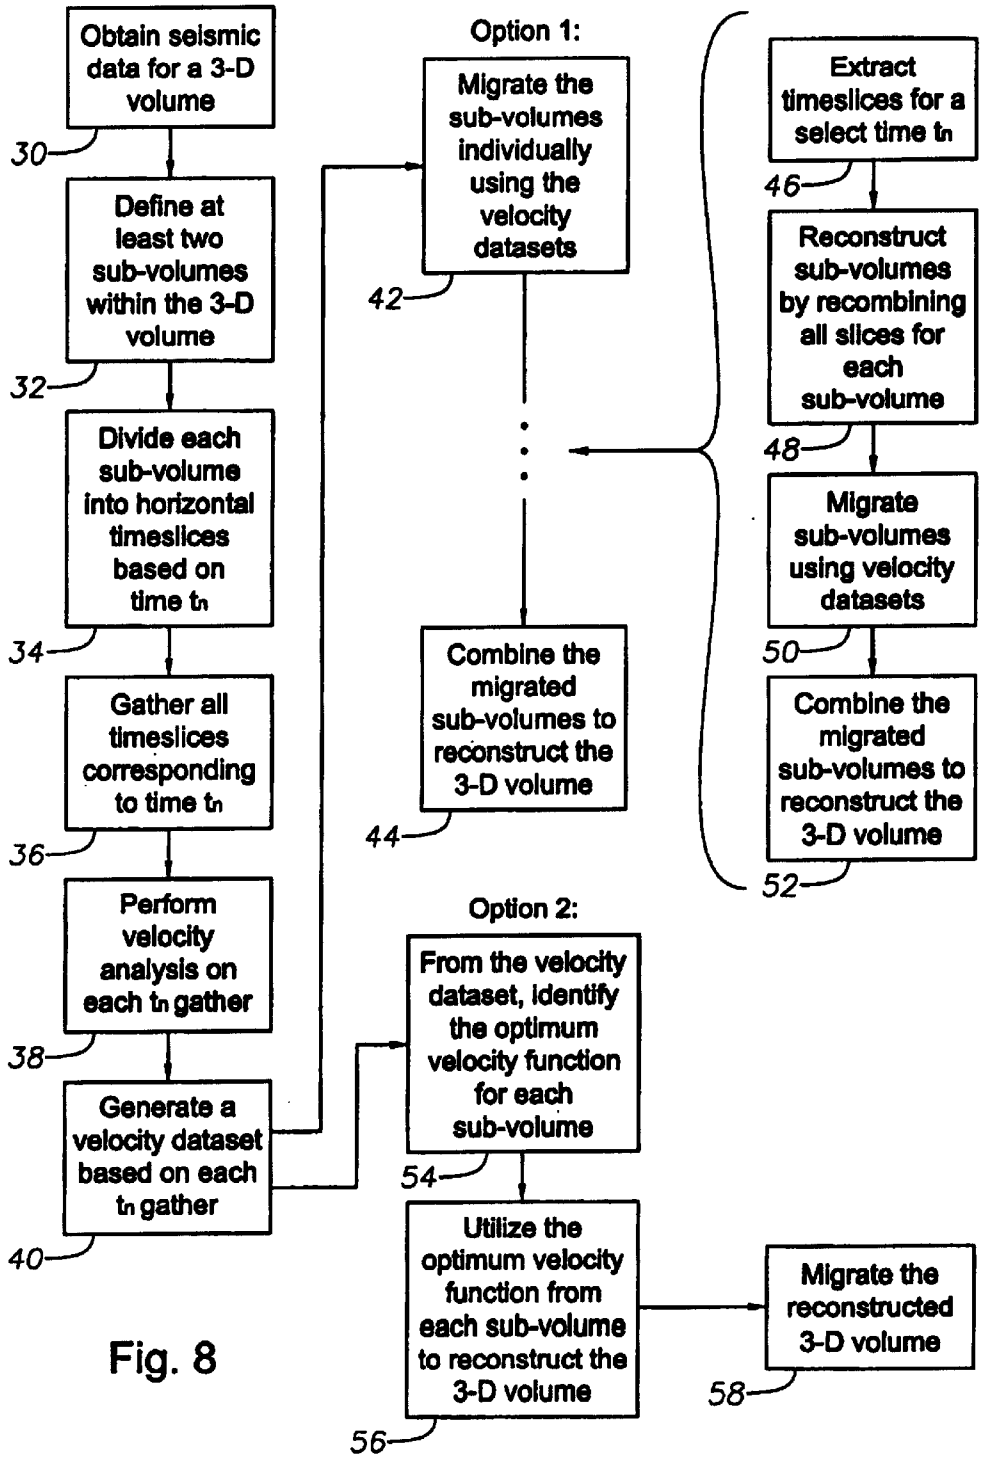 Obtain seismic
data for a 3-D
volume
30
Define at
least two
sub-volumes
within the 3-D
volume
32
Divide each
sub-volume
into horizontal
timeslices
based on
time tn
34
Gather all
timeslices
corresponding
to time tn
36
Perform
velocity
analysis on
each tn gather
38
Generate a
velocity dataset
based on each
tn gather
40
Option 1:
Migrate the
sub-volumes
individually
using the
velocity
datasets
42
Combine the
migrated
sub-volumes to
reconstruct the
3-D volume
44
Extract
timeslices for a
select time tn
46
Reconstruct
sub-volumes
by recombining
all slices for
each
sub-volume
48
Migrate
sub-volumes
using velocity
datasets
50
Combine the
migrated
sub-volumes to
reconstruct the
3-D volume
52
Option 2:
From the velocity
dataset, identify
the optimum
velocity function
for each
sub-volume
54
Utilize the
optimum velocity
function from
each sub-volume
to reconstruct the
3-D volume
56
Migrate the
reconstructed
3-D volume
58
Fig. 8